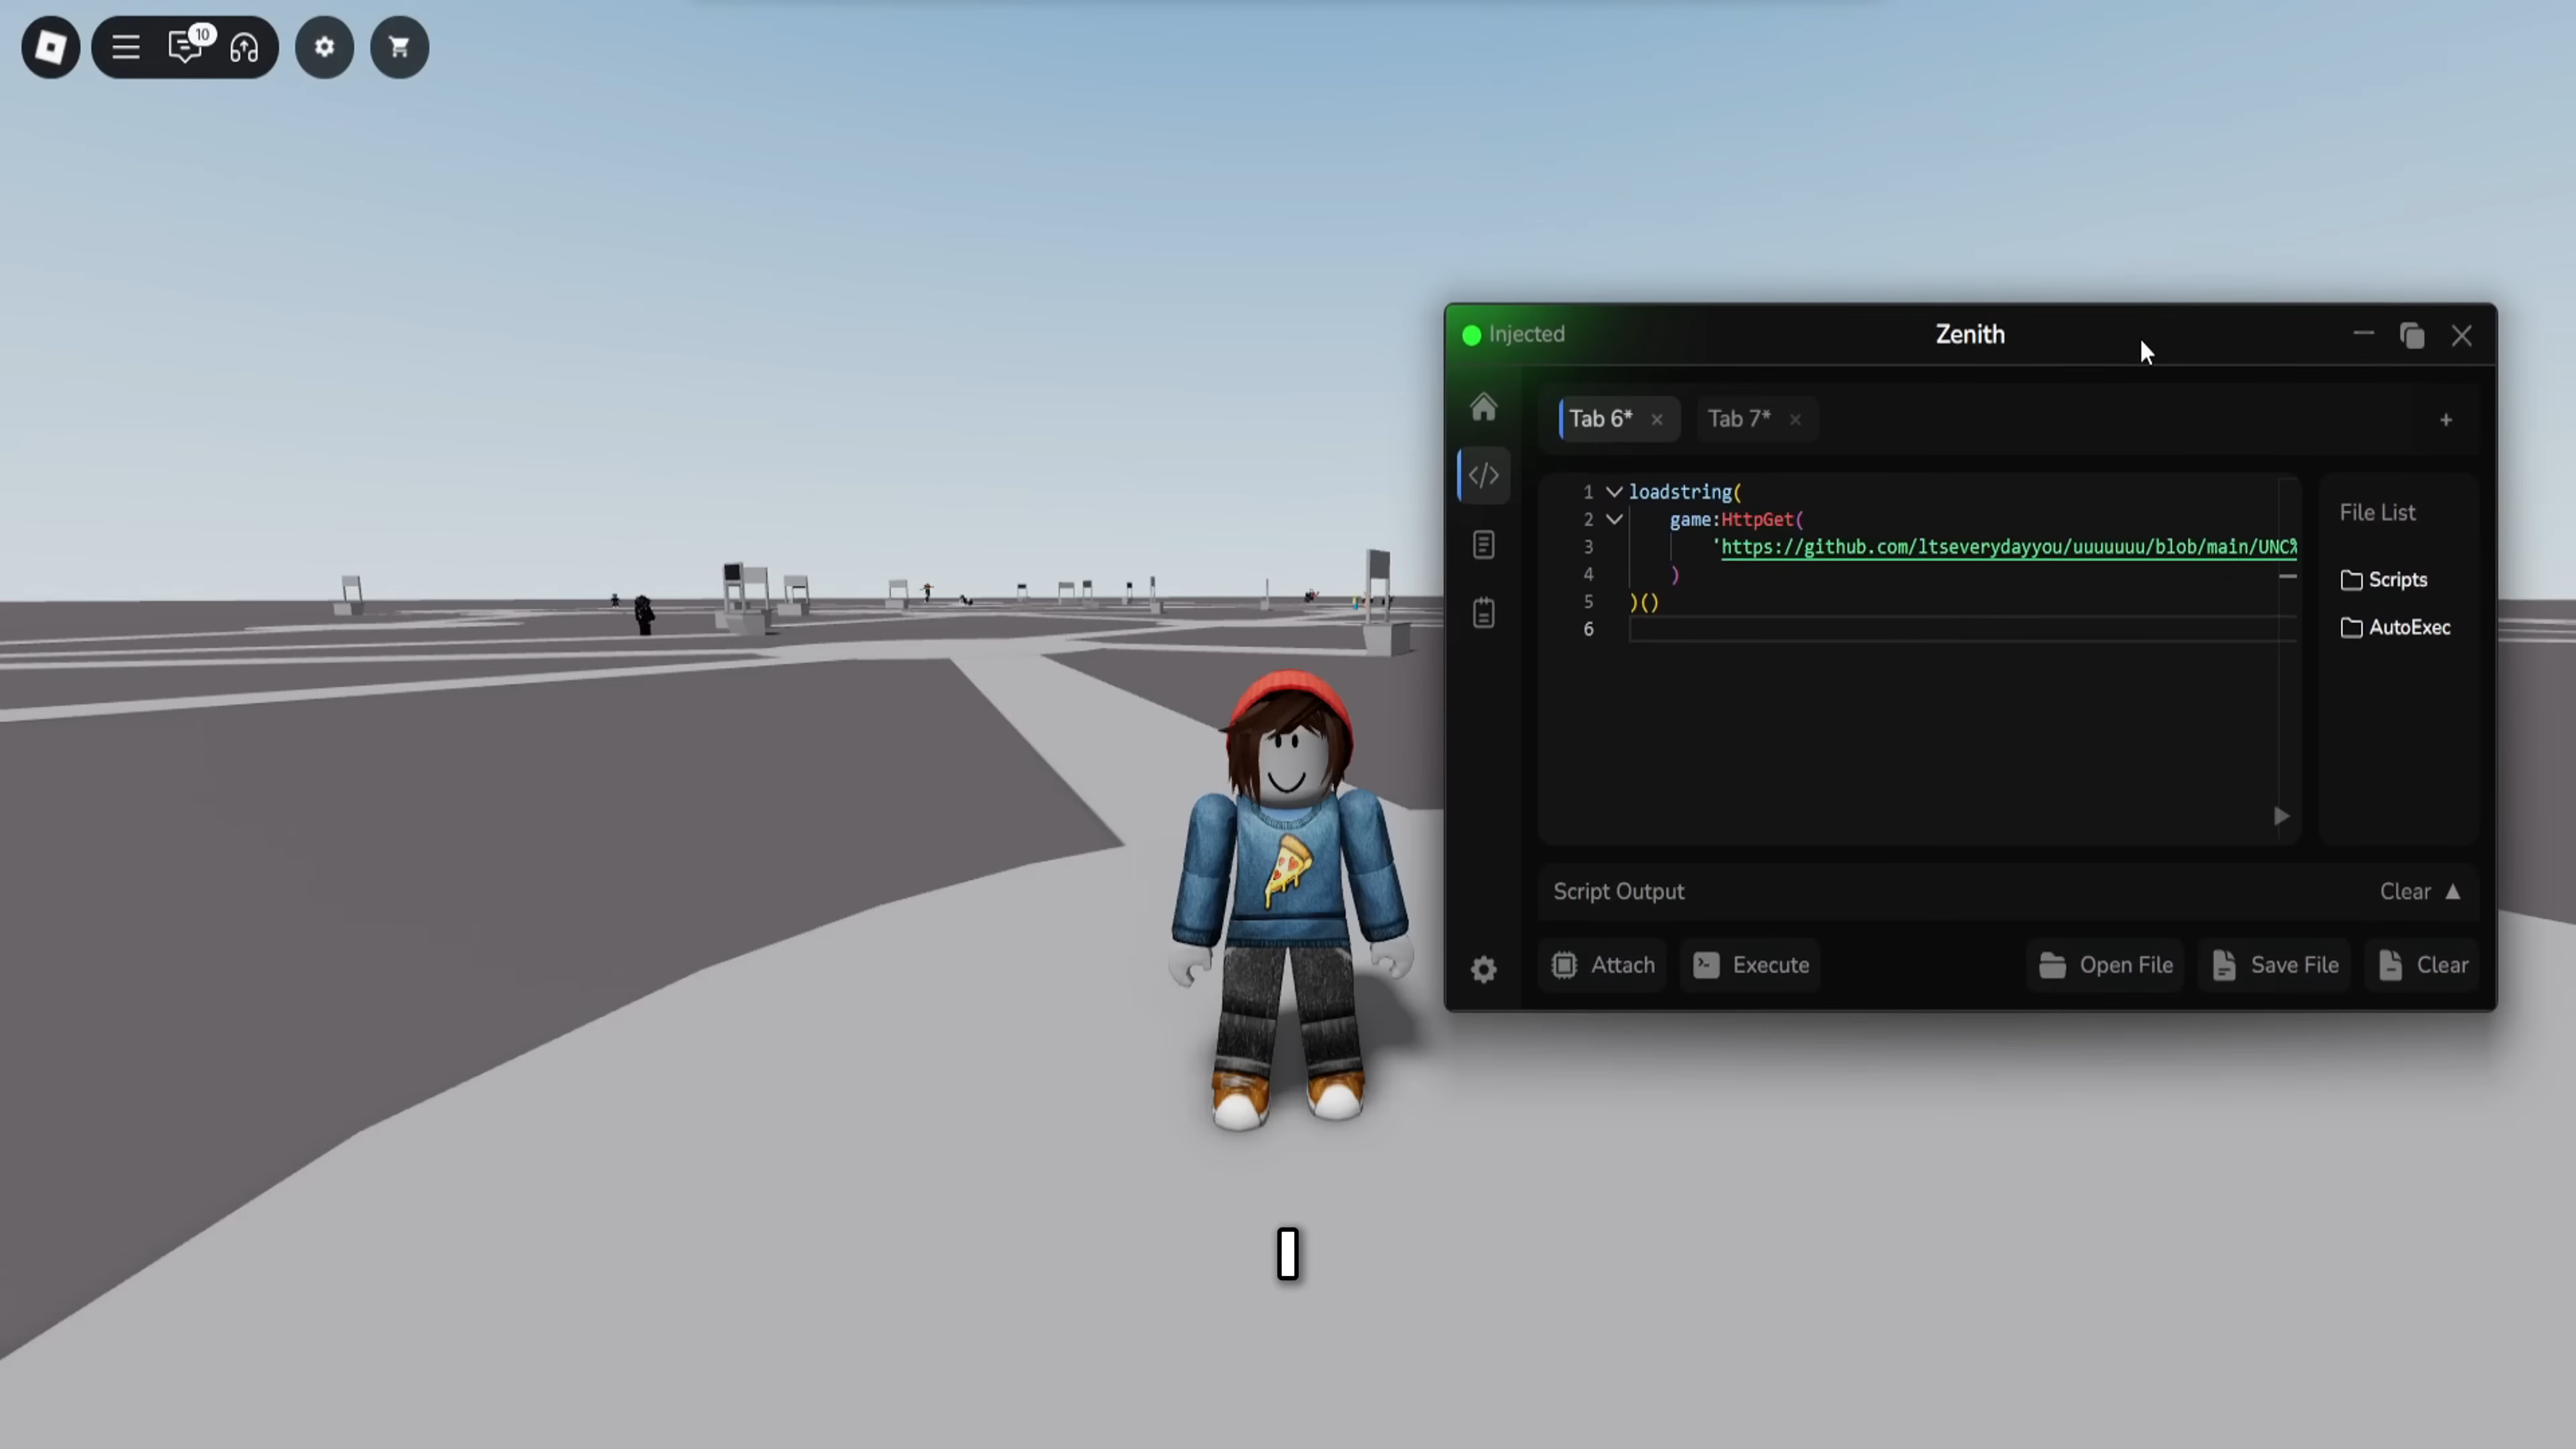 10
Injected
Zenith
Tab 6*
Tab 7*
1 loadstring(
2 game:HttpGet(
3 'https://github.com/ltseverydayyou/uuuuuuu/blob/main/UNC%
4 )
5 )()
6
File List
Scripts
AutoExec
Script Output
Clear
Attach
Execute
Open File
Save File
Clear
I